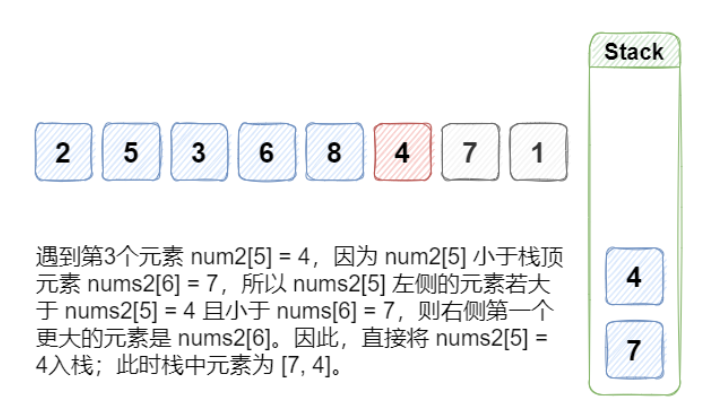 Stack
2 5 3 6 8 4 7 1
遇到第3个元素 num2[5] = 4，因为 num2[5] 小于栈顶
元素 nums2[6] = 7，所以 nums2[5] 左侧的元素若大
于 nums2[5] = 4 且小于 nums[6] = 7，则右侧第一个
更大的元素是 nums2[6]。因此，直接将 nums2[5] =
4入栈；此时栈中元素为 [7, 4]。
4
7